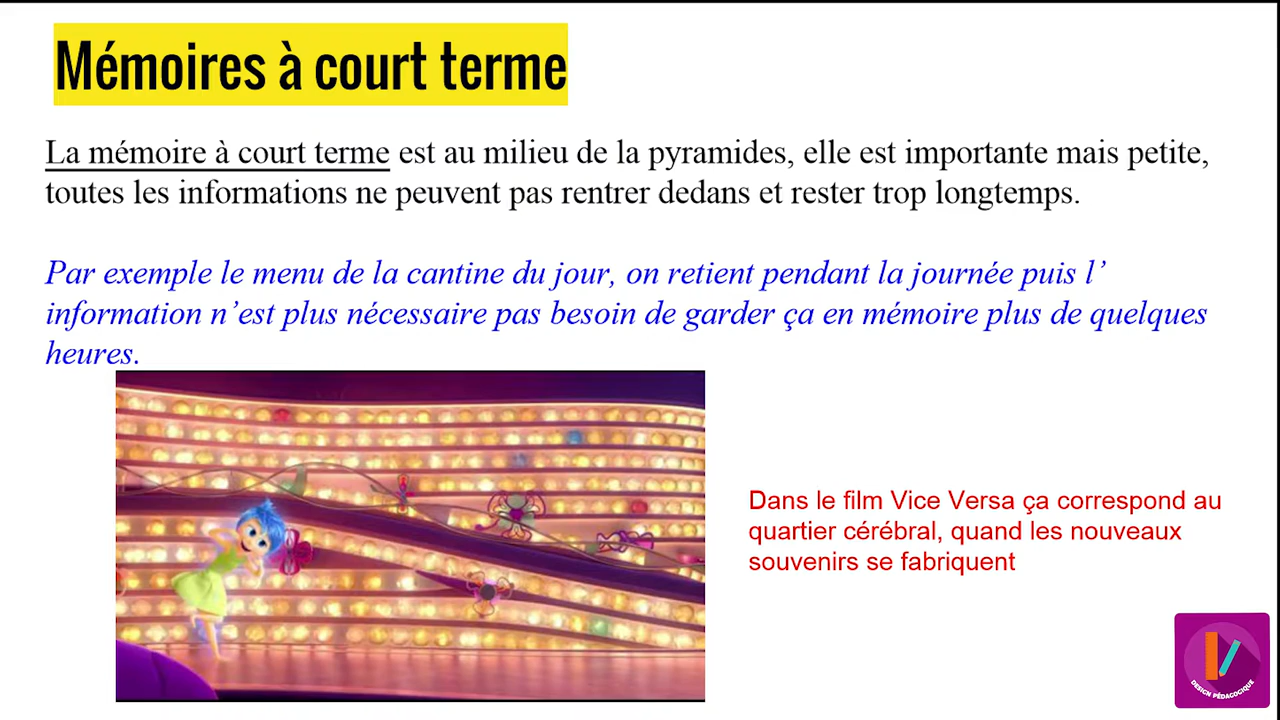 Mémoires à court terme
La mémoire à court terme est au milieu de la pyramides, elle est importante mais petite,
toutes les informations ne peuvent pas rentrer dedans et rester trop longtemps.
Par exemple le menu de la cantine du jour, on retient pendant la journée puis l’
information n’est plus nécessaire pas besoin de garder ça en mémoire plus de quelques
heures.
Dans le film Vice Versa ça correspond au
quartier cérébral, quand les nouveaux
souvenirs se fabriquent
DESIGN PÉDAGOGIQUE